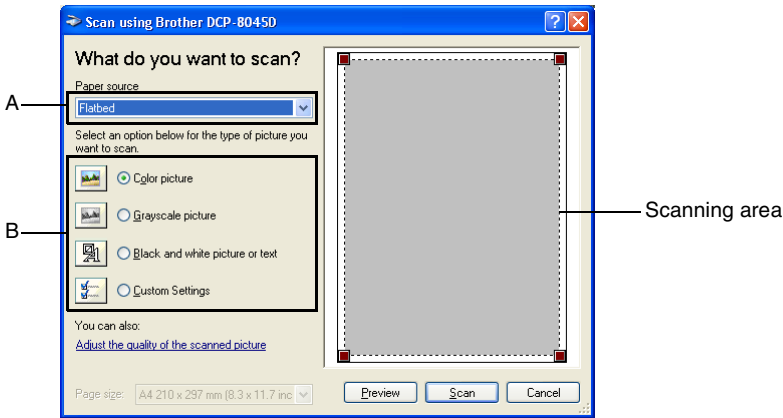 Scan using Brother DCP-8045D
What do you want to scan?
Paper source
A
Flatbed
Select an option below for the type of picture you
want to scan.
Color picture
Grayscale picture
B
Black and white picture or text
Custom Settings
You can also:
Adjust the quality of the scanned picture
Page size: A4 210 x 297 mm (8.3 x 11.7 inc
Preview
Scan
Cancel
Scanning area